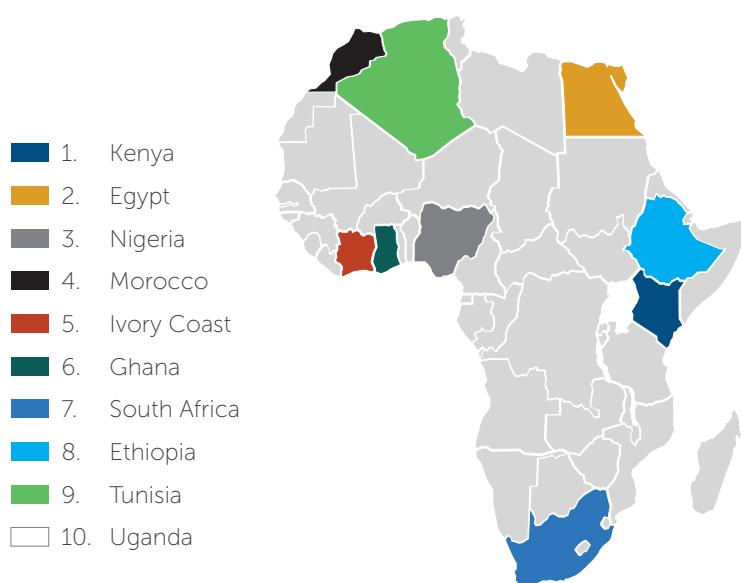 1. Kenya
2. Egypt
3. Nigeria
4. Morocco
5. Ivory Coast
6. Ghana
7. South Africa
8. Ethiopia
9. Tunisia
10. Uganda